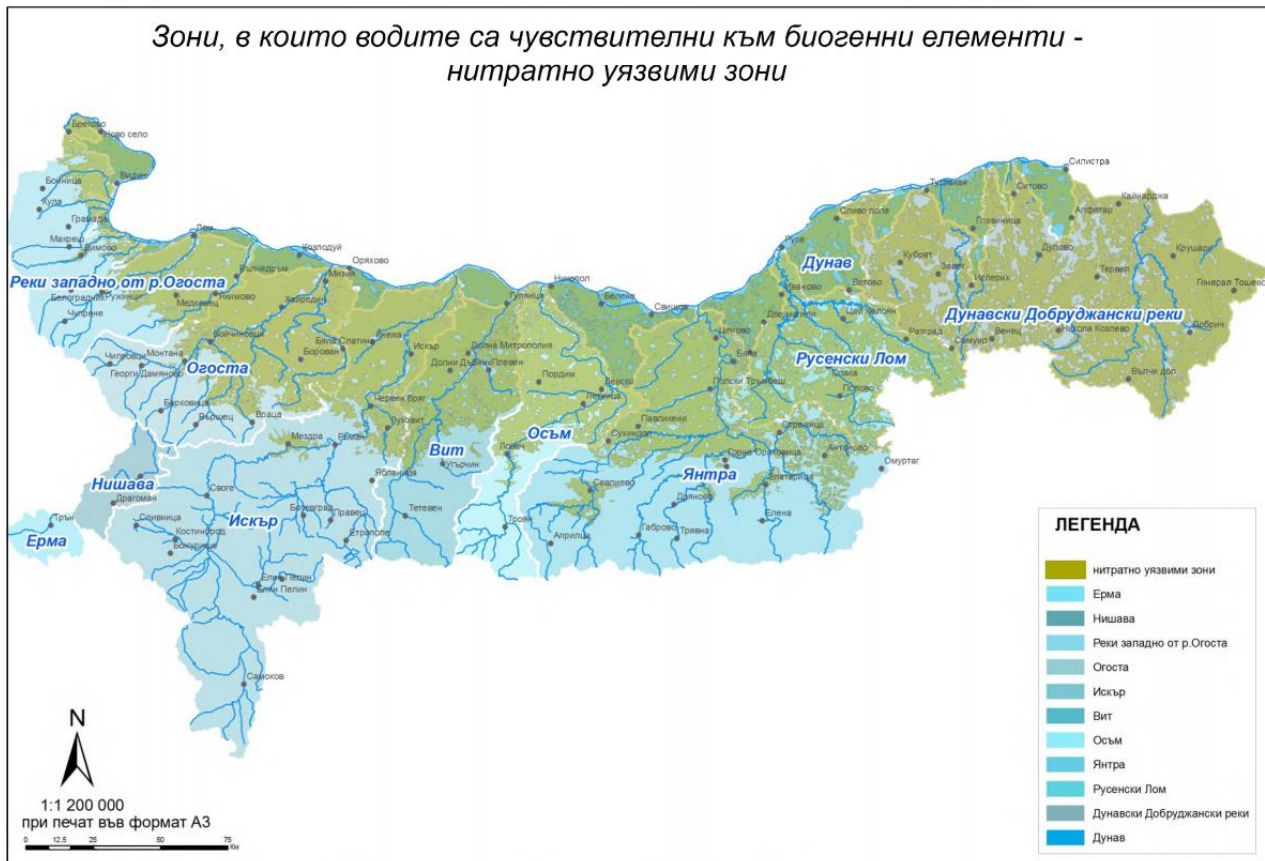 Зони, в които водите са чувствителни към биогенни елементи -
нитратно уязвими зони
Брегово
Ново село
Видин
Бойница
Кула
Грамада
Макреш
Димово
Реки западно от р.Огоста
Белоградчик
Ружинци
Чупрене
Лом
Вълчедръм
Медковец
Якимово
Козлодуй
Оряхово
Мизия
Хайредин
Бойчиновци
Монтана
Чипровци
Георги Дамяново
Огоста
Берковица
Вършец
Враца
Борован
Бяла Слатина
Кнежа
Искър
Долна Митрополия
Долни Дъбник
Плевен
Гулянци
Никопол
Белене
Свищов
Пордим
Левски
Летница
Червен бряг
Луковит
Мездра
Роман
Вит
Осъм
Ловеч
Угърчин
Ябланица
Тетевен
Троян
Нишава
Драгоман
Своге
Искър
Ботевград
Правец
Етрополе
Сливница
Костинброд
Божурище
Трън
Ерма
Елин Пелин
Елин Пелин
Самоков
Сухиндол
Павликени
Полски Тръмбеш
Янтра
Горна Оряховица
Севлиево
Дряново
Габрово
Трявна
Априлци
Златарица
Елена
Стражица
Антоново
Омуртаг
Попово
Русенски Лом
Ценово
Бяла
Две могили
Иваново
Русе
Дунав
Ветово
Цар Калоян
Разград
Сливо поле
Тутракан
Кубрат
Завет
Исперих
Главиница
Ситово
Силистра
Алфатар
Кайнарджа
Дулово
Тервел
Крушари
Генерал Тошево
Дунавски Добруджански реки
Самуил
Венец
Никола Козлево
Добрич
Вълчи дол
N
1:1 200 000
при печат във формат А3
0 12.5 25 50 75
Км
ЛЕГЕНДА
нитратно уязвими зони
Ерма
Нишава
Реки западно от р.Огоста
Огоста
Искър
Вит
Осъм
Янтра
Русенски Лом
Дунавски Добруджански реки
Дунав